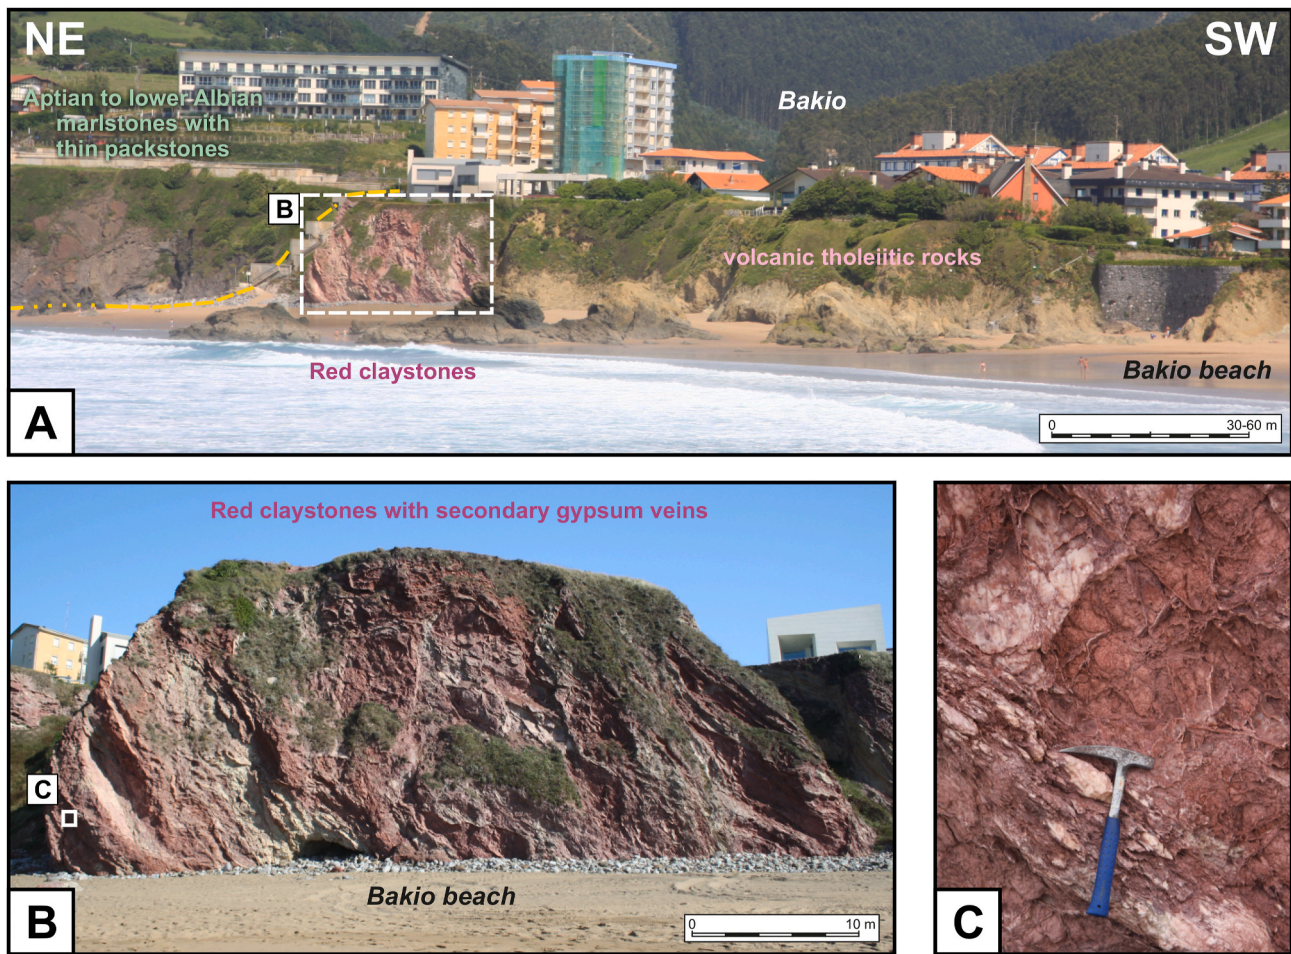 NE
SW
Aptian to lower Albian
marlstones with
thin packstones
Bakio
B
volcanic tholeiitic rocks
Red claystones
Bakio beach
A
0 30-60 m
Red claystones with secondary gypsum veins
C
Bakio beach
B
0 10 m
C